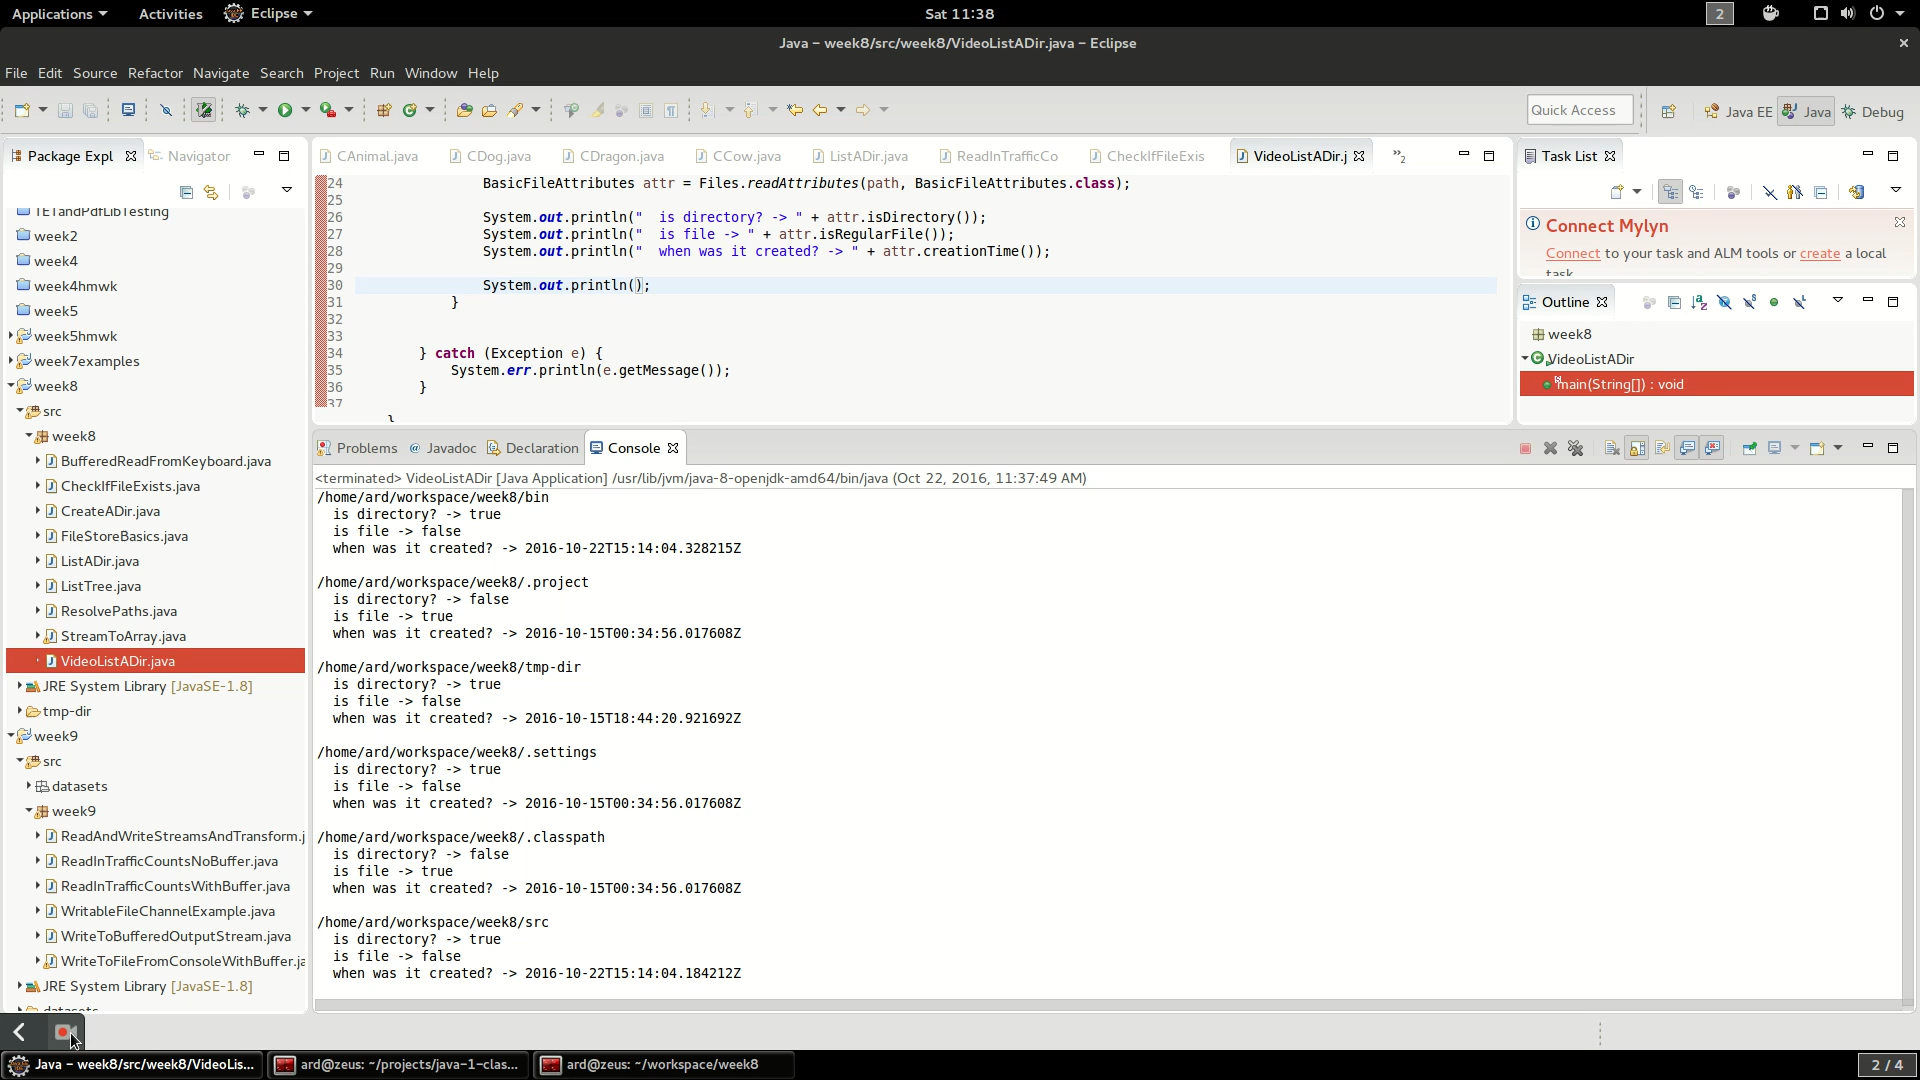 Applications Activities Eclipse Sat 11:38 2
Java – week8/src/week8/VideoListADir.java – Eclipse
File Edit Source Refactor Navigate Search Project Run Window Help
Quick Access Java EE Java Debug
Package Expl Navigator
TETandPdfLibTesting
week2
week4
week4hmwk
week5
week5hmwk
week7examples
week8
src
week8
BufferedReadFromKeyboard.java
CheckIfFileExists.java
CreateADir.java
FileStoreBasics.java
ListADir.java
ListTree.java
ResolvePaths.java
StreamToArray.java
VideoListADir.java
JRE System Library [JavaSE-1.8]
tmp-dir
week9
src
datasets
week9
ReadAndWriteStreamsAndTransform.j
ReadInTrafficCountsNoBuffer.java
ReadInTrafficCountsWithBuffer.java
WritableFileChannelExample.java
WriteToBufferedOutputStream.java
WriteToFileFromConsoleWithBuffer.ja
JRE System Library [JavaSE-1.8]
datasets
CAnimal.java CDog.java CDragon.java CCow.java ListADir.java ReadInTrafficCo CheckIfFileExis VideoListADir.j »2
24 BasicFileAttributes attr = Files.readAttributes(path, BasicFileAttributes.class);
25
26 System.out.println("  is directory? -> " + attr.isDirectory());
27 System.out.println("  is file -> " + attr.isRegularFile());
28 System.out.println("  when was it created? -> " + attr.creationTime());
29
30 System.out.println();
31 }
32
33
34 } catch (Exception e) {
35 System.err.println(e.getMessage());
36 }
37
}
Task List
Connect Mylyn
Connect to your task and ALM tools or create a local
task.
Outline
week8
VideoListADir
main(String[]) : void
Problems Javadoc Declaration Console
<terminated> VideoListADir [Java Application] /usr/lib/jvm/java-8-openjdk-amd64/bin/java (Oct 22, 2016, 11:37:49 AM)
/home/ard/workspace/week8/bin
is directory? -> true
is file -> false
when was it created? -> 2016-10-22T15:14:04.328215Z
/home/ard/workspace/week8/.project
is directory? -> false
is file -> true
when was it created? -> 2016-10-15T00:34:56.017608Z
/home/ard/workspace/week8/tmp-dir
is directory? -> true
is file -> false
when was it created? -> 2016-10-15T18:44:20.921692Z
/home/ard/workspace/week8/.settings
is directory? -> true
is file -> false
when was it created? -> 2016-10-15T00:34:56.017608Z
/home/ard/workspace/week8/.classpath
is directory? -> false
is file -> true
when was it created? -> 2016-10-15T00:34:56.017608Z
/home/ard/workspace/week8/src
is directory? -> true
is file -> false
when was it created? -> 2016-10-22T15:14:04.184212Z
Java – week8/src/week8/VideoLis... ard@zeus: ~/projects/java-1-clas... ard@zeus: ~/workspace/week8 2 / 4